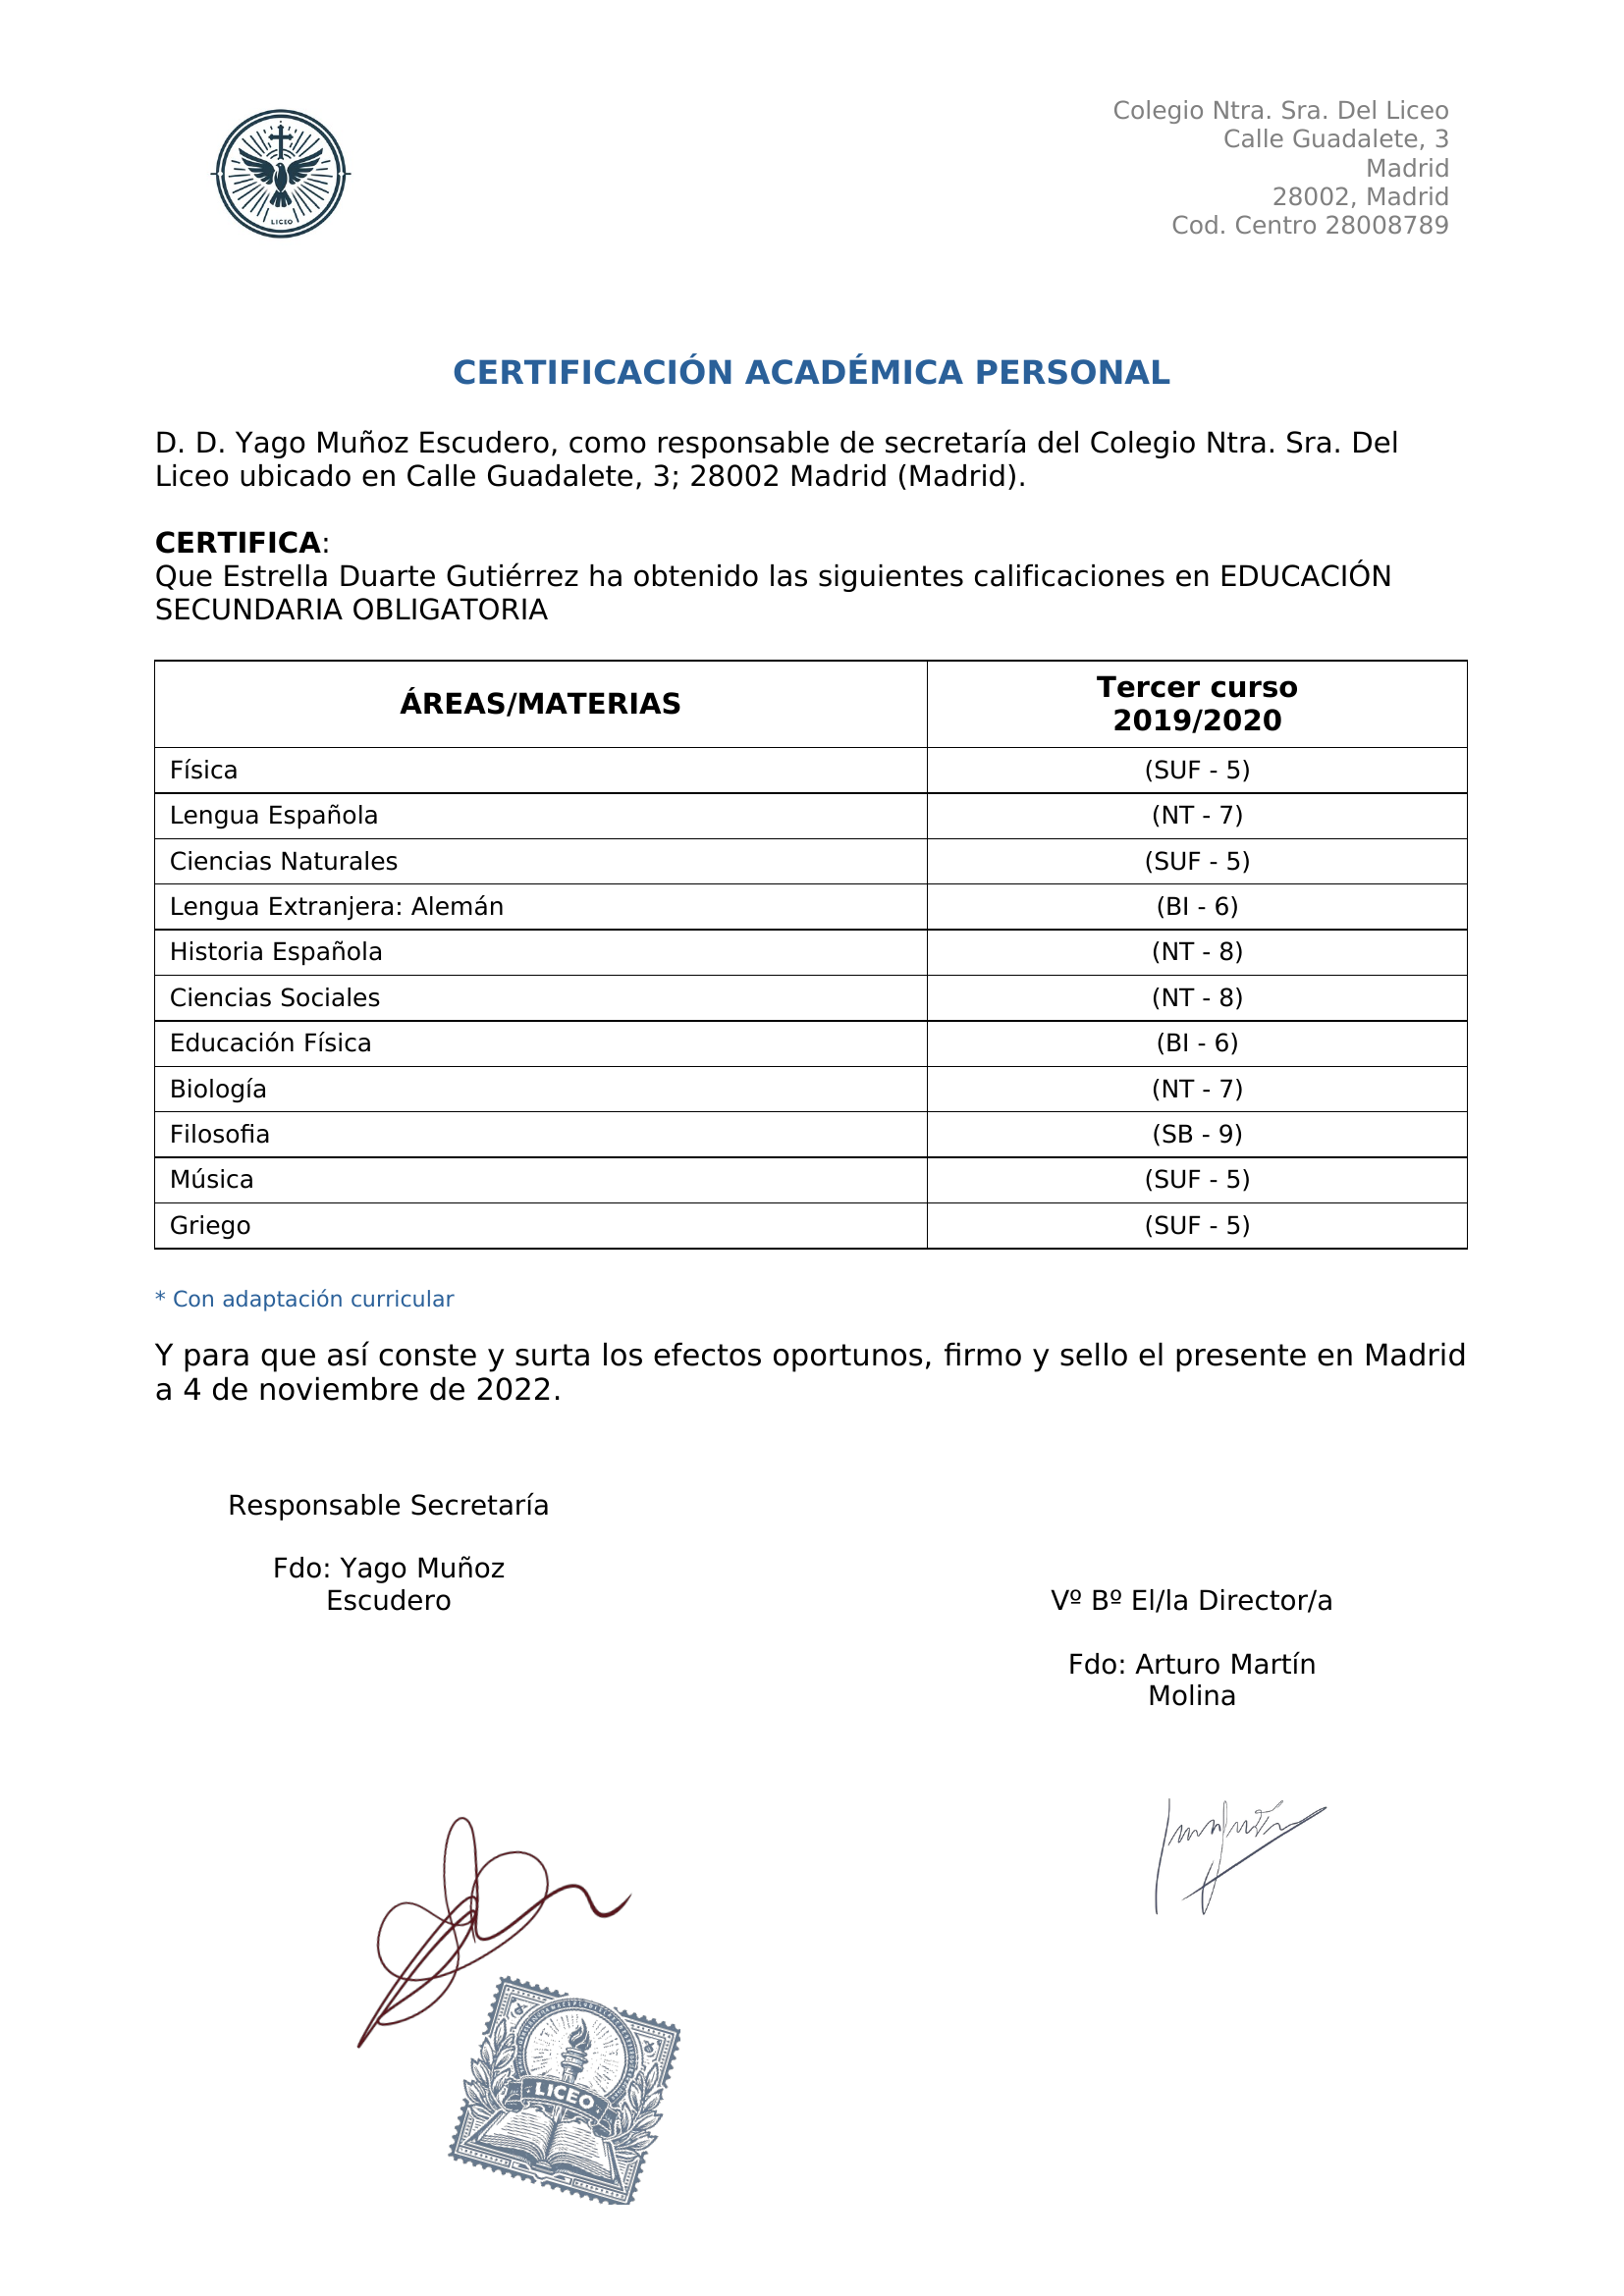 LICEO
Colegio Ntra. Sra. Del Liceo
Calle Guadalete, 3
Madrid
28002, Madrid
Cod. Centro 28008789
CERTIFICACIÓN ACADÉMICA PERSONAL
D. D. Yago Muñoz Escudero, como responsable de secretaría del Colegio Ntra. Sra. Del
Liceo ubicado en Calle Guadalete, 3; 28002 Madrid (Madrid).
CERTIFICA:
Que Estrella Duarte Gutiérrez ha obtenido las siguientes calificaciones en EDUCACIÓN
SECUNDARIA OBLIGATORIA
ÁREAS/MATERIAS Tercer curso
2019/2020
Física (SUF - 5)
Lengua Española (NT - 7)
Ciencias Naturales (SUF - 5)
Lengua Extranjera: Alemán (BI - 6)
Historia Española (NT - 8)
Ciencias Sociales (NT - 8)
Educación Física (BI - 6)
Biología (NT - 7)
Filosofia (SB - 9)
Música (SUF - 5)
Griego (SUF - 5)
* Con adaptación curricular
Y para que así conste y surta los efectos oportunos, firmo y sello el presente en Madrid
a 4 de noviembre de 2022.
Responsable Secretaría
Fdo: Yago Muñoz
Escudero
Vº Bº El/la Director/a
Fdo: Arturo Martín
Molina
LICEO